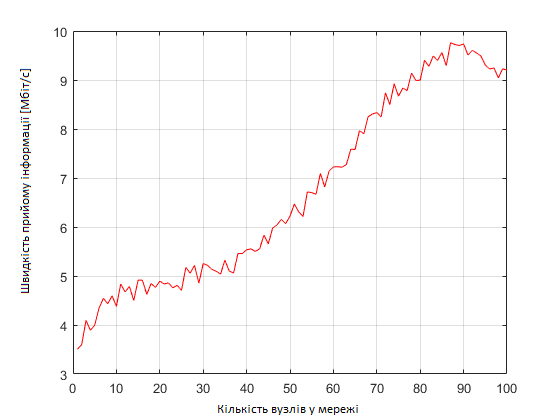 Швидкість прийому інформації [Мбіт/с]
10
9
8
7
6
5
4
3
0 10 20 30 40 50 60 70 80 90 100
Кількість вузлів у мережі